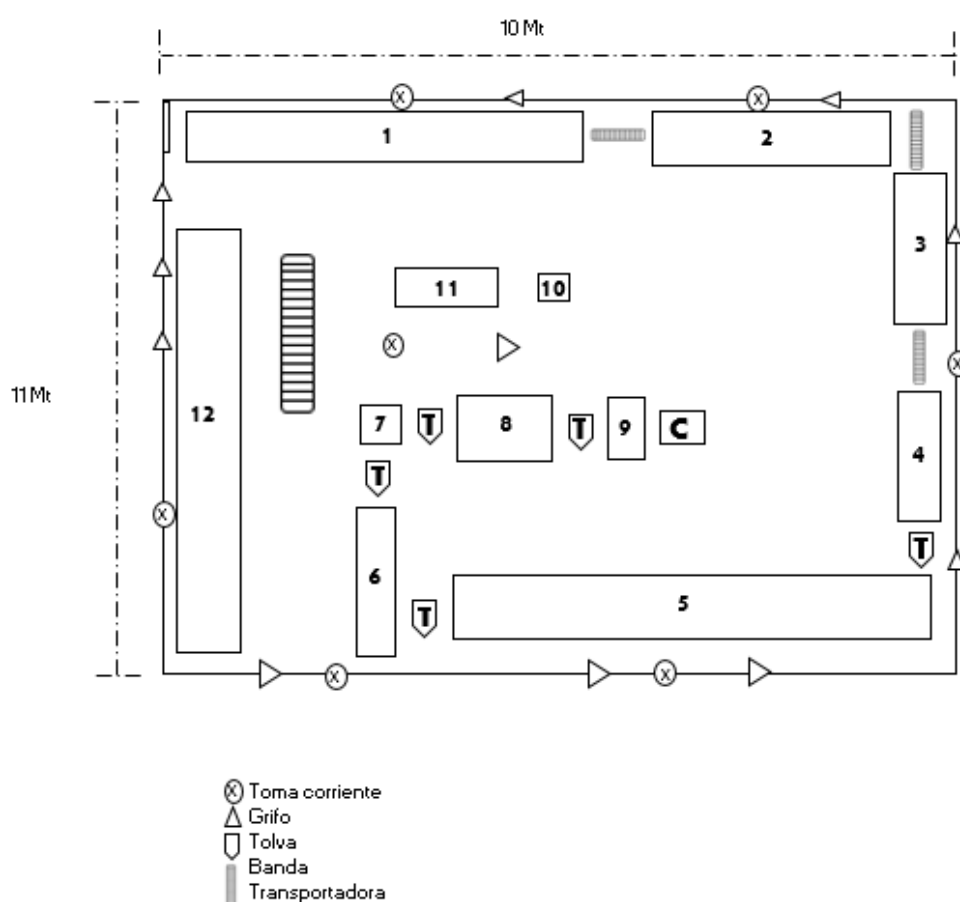 10 Mt
X
X
1
2
3
11
10
X
X
11 Mt
12
7
T
8
T
9
C
4
T
X
T
6
5
T
X
X
X Toma corriente
Grifo
Tolva
Banda
Transportadora